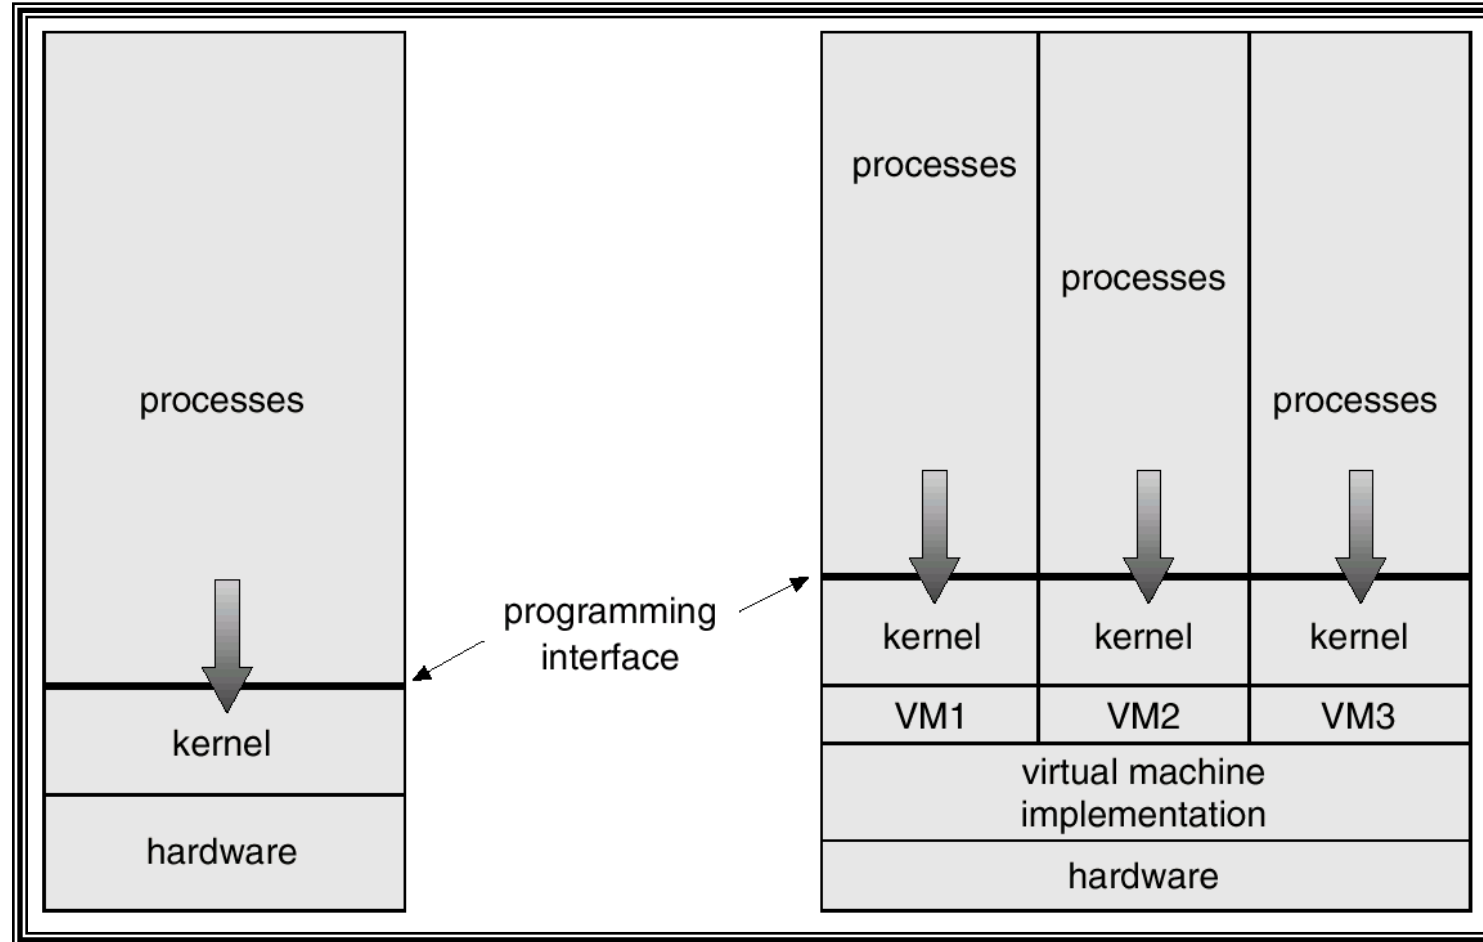 processes
kernel
hardware
programming
interface
processes
processes
processes
kernel
kernel
kernel
VM1
VM2
VM3
virtual machine
implementation
hardware